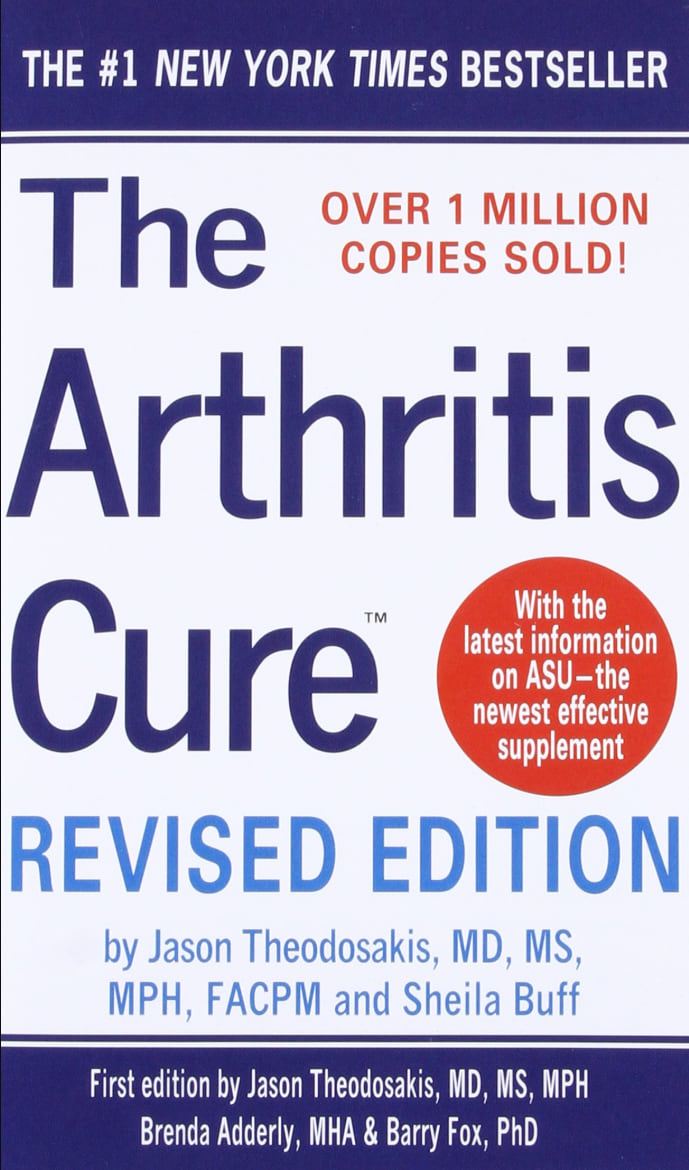 THE #1 NEW YORK TIMES BESTSELLER
The
OVER 1 MILLION
COPIES SOLD!
Arthritis
Cure™
With the
latest information
on ASU—the
newest effective
supplement
REVISED EDITION
by Jason Theodosakis, MD, MS,
MPH, FACPM and Sheila Buff
First edition by Jason Theodosakis, MD, MS, MPH
Brenda Adderly, MHA & Barry Fox, PhD